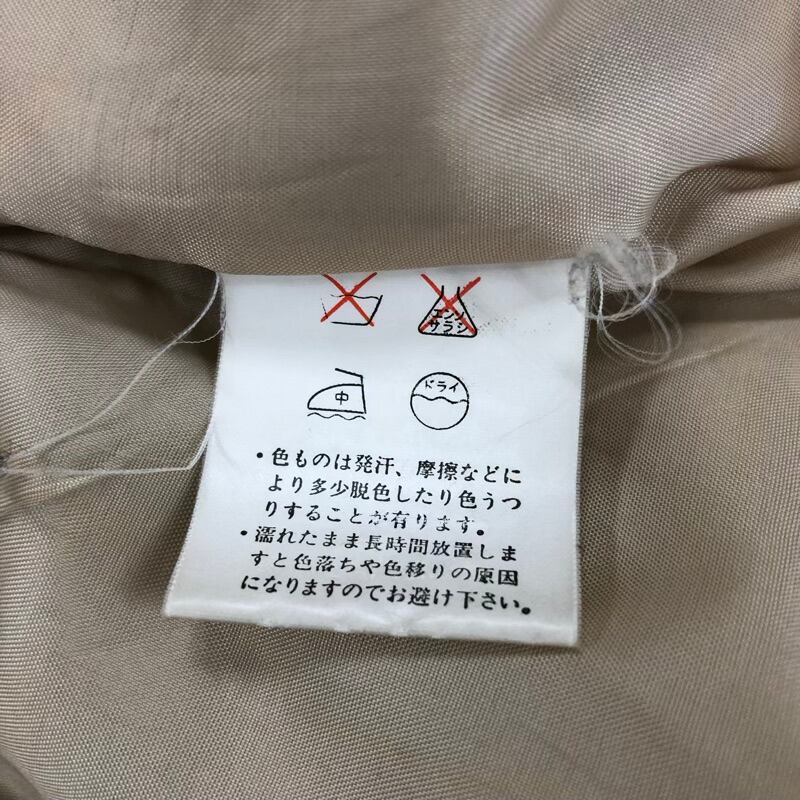 エンソ
サラシ
中
ドライ
・色ものは発汗、摩擦などに
より多少脱色したり色うつ
りすることが有ります。
・濡れたまま長時間放置しま
すと色落ちや色移りの原因
になりますのでお避け下さい。